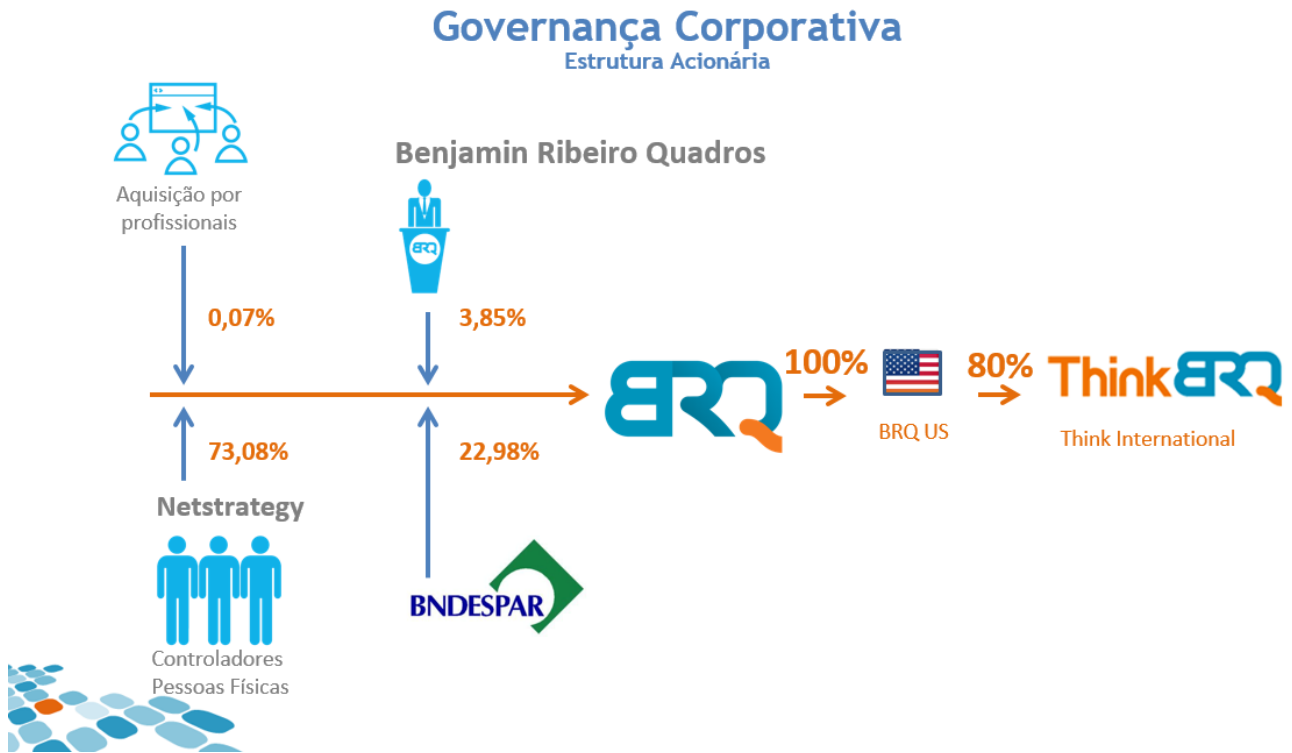 Governança Corporativa
Estrutura Acionária
Aquisição por
profissionais
Benjamin Ribeiro Quadros
BRQ
0,07%
3,85%
BRQ
100%
BRQ US
80%
ThinkBRQ
Think International
73,08%
22,98%
Netstrategy
BNDESPAR
Controladores
Pessoas Físicas